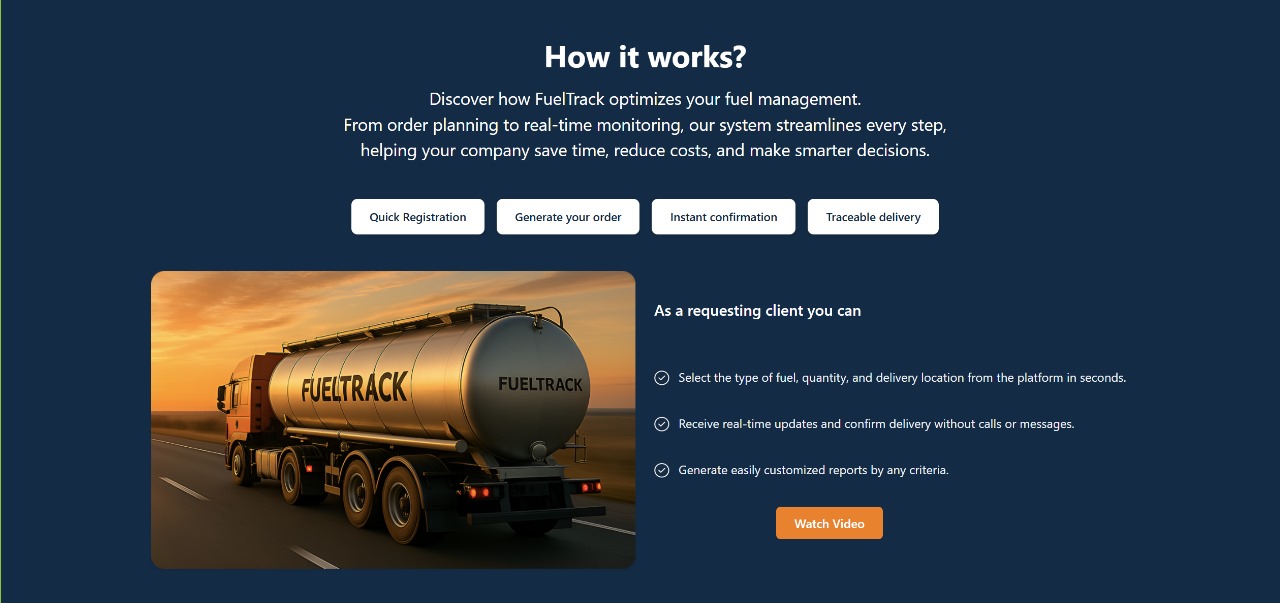 How it works?
Discover how FuelTrack optimizes your fuel management.
From order planning to real-time monitoring, our system streamlines every step,
helping your company save time, reduce costs, and make smarter decisions.
Quick Registration
Generate your order
Instant confirmation
Traceable delivery
FUELTRACK
FUELTRACK
As a requesting client you can
Select the type of fuel, quantity, and delivery location from the platform in seconds.
Receive real-time updates and confirm delivery without calls or messages.
Generate easily customized reports by any criteria.
Watch Video